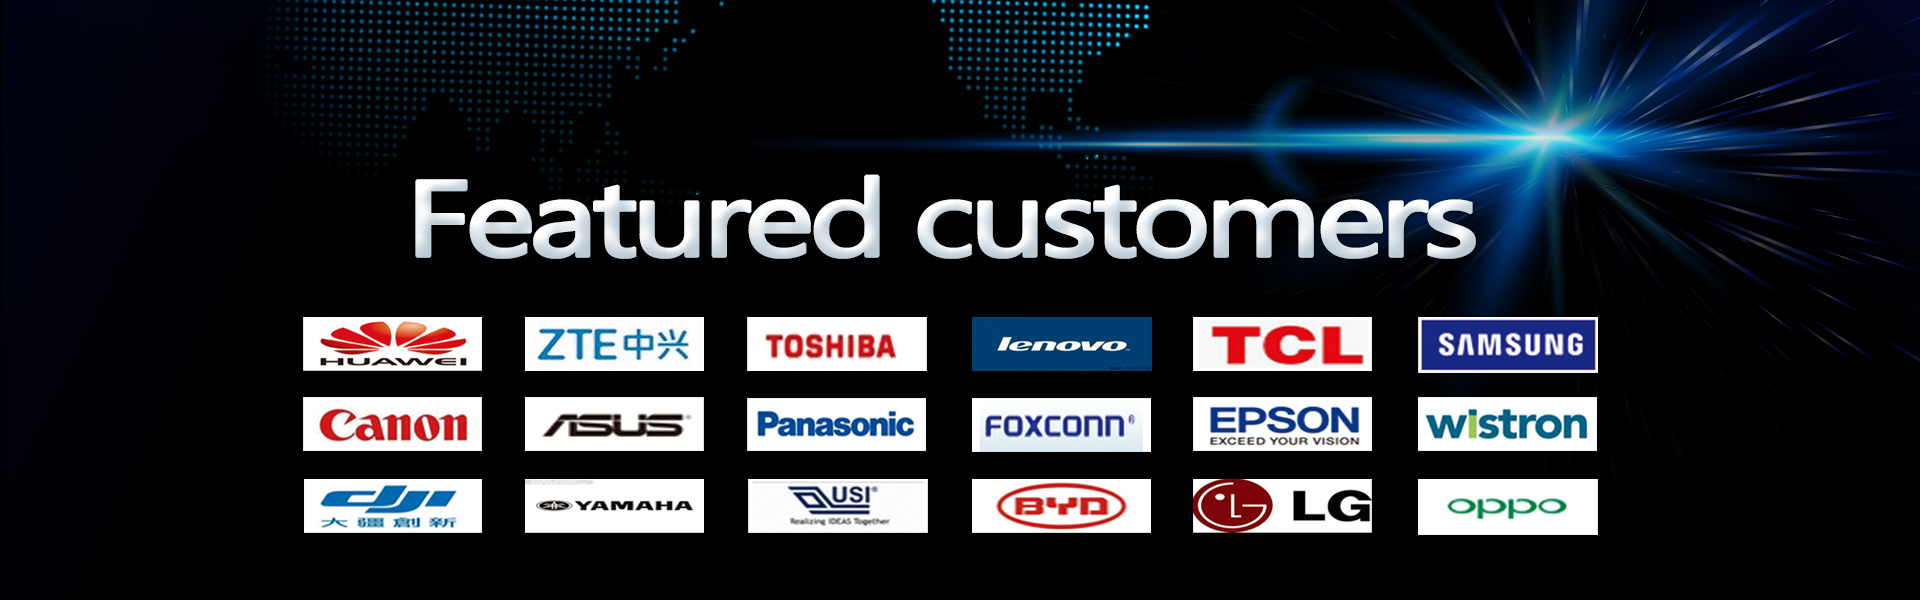 Featured customers
HUAWEI
ZTE中兴
TOSHIBA
lenovo
TCL
SAMSUNG
Canon
ASUS
Panasonic
FOXCONN®
EPSON
EXCEED YOUR VISION
wistron
dji
大疆創新
YAMAHA
USI®
Realizing IDEAS Together
BYD
LG
oppo